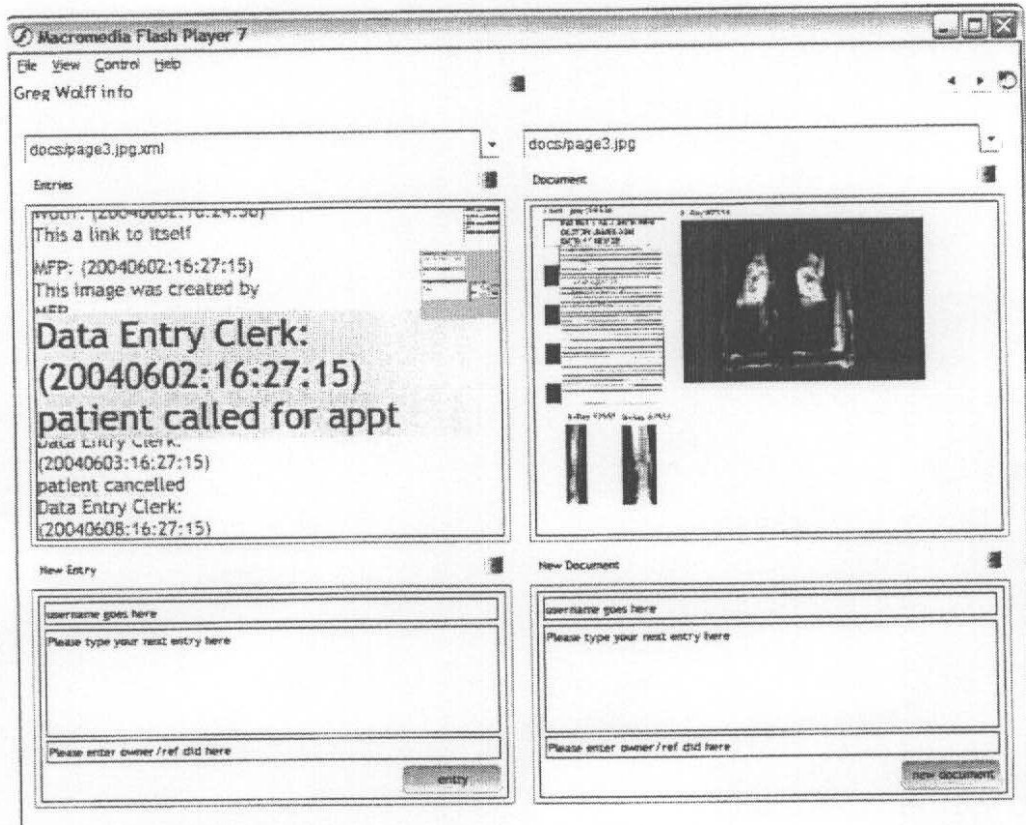 Macromedia Flash Player 7
File View Control Help
Greg Wolff info
docs/page3.jpg.xml
Entries
This a link to itself
MFP: (20040602:16:27:15)
This image was created by
MFP
Data Entry Clerk:
(20040602:16:27:15)
patient called for appt
Data Entry Clerk:
(20040603:16:27:15)
patient cancelled
Data Entry Clerk:
(20040608:16:27:15)
docs/page3.jpg
Document
New Entry
username goes here
Please type your next entry here
Please enter owner/ref did here
entry
New Document
username goes here
Please type your next entry here
Please enter owner/ref did here
new document